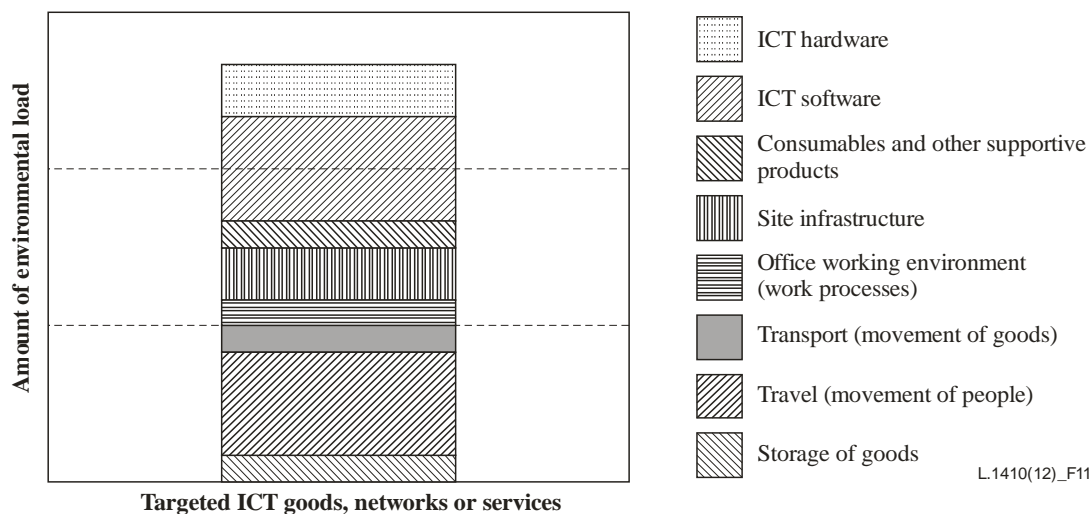 Amount of environmental load
Targeted ICT goods, networks or services
ICT hardware
ICT software
Consumables and other supportive
products
Site infrastructure
Office working environment
(work processes)
Transport (movement of goods)
Travel (movement of people)
Storage of goods
L.1410(12)_F11